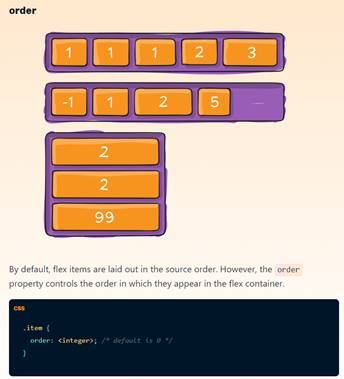 order
1 1 1 2 3
-1 1 2 5
2
2
99
By default, flex items are laid out in the source order. However, the order
property controls the order in which they appear in the flex container.
CSS
.item {
order: <integer>; /* default is 0 */
}